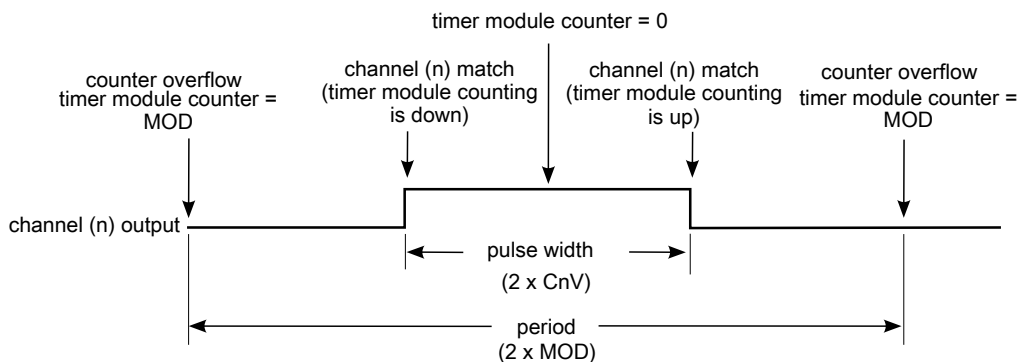 timer module counter = 0
counter overflow
timer module counter =
MOD
channel (n) match
(timer module counting
is down)
channel (n) match
(timer module counting
is up)
counter overflow
timer module counter =
MOD
channel (n) output
pulse width
(2 x CnV)
period
(2 x MOD)